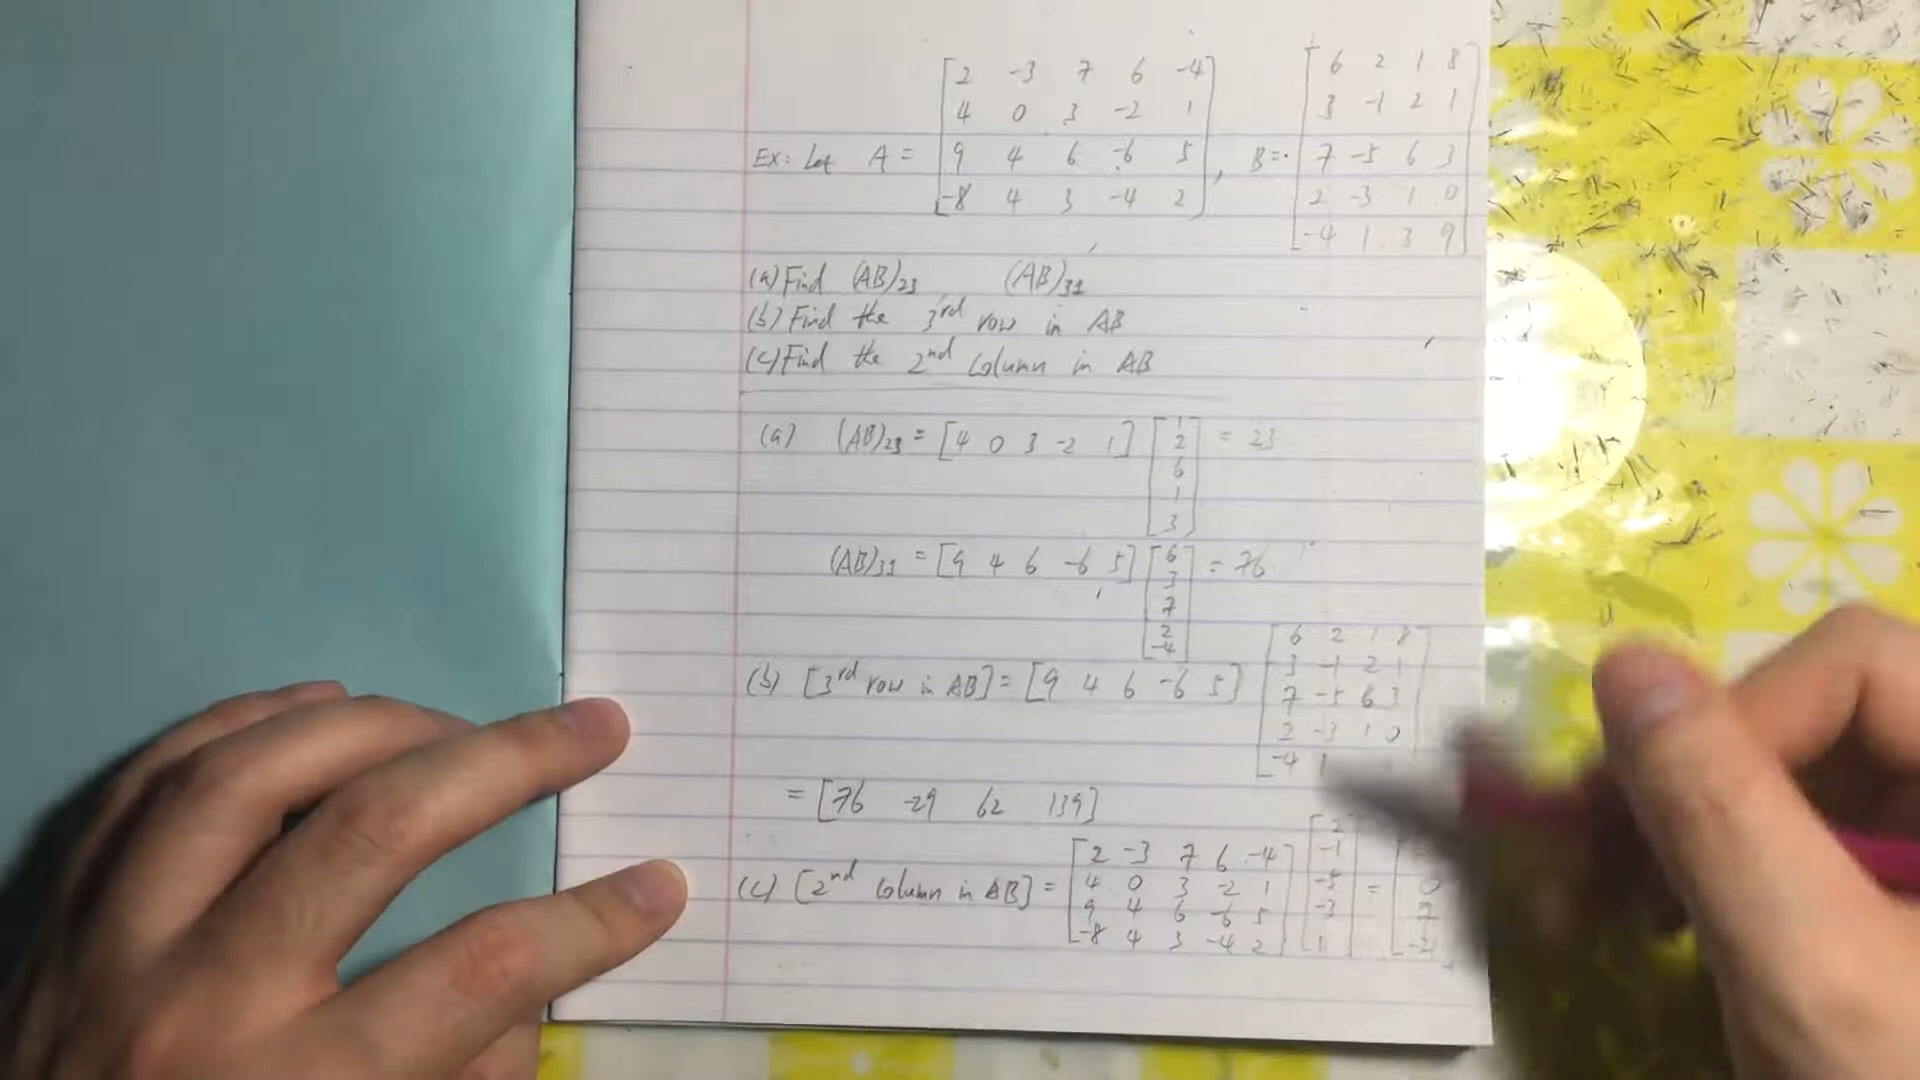 Ex: Let A = [2 -3 7 6 -4
4 0 3 -2 1
9 4 6 -6 5
-8 4 3 -4 2], B = [6 2 1 8
3 -1 2 1
7 -5 6 3
2 -3 1 0
-4 1 3 9]
(a) Find (AB)23 (AB)31
(b) Find the 3rd row in AB
(c) Find the 2nd column in AB
(a) (AB)23 = [4 0 3 -2 1] [1
2
6
1
3] = 23
(AB)31 = [9 4 6 -6 5] [6
3
7
2
-4] = 76
(b) [3rd row in AB] = [9 4 6 -6 5] [6 2 1 8
3 -1 2 1
7 -5 6 3
2 -3 1 0
-4 1
= [76 -29 62 139]
(c) [2nd column in AB] = [2 -3 7 6 -4
4 0 3 -2 1
9 4 6 -6 5
-8 4 3 -4 2] [2
-1
-5
-3
1] = [